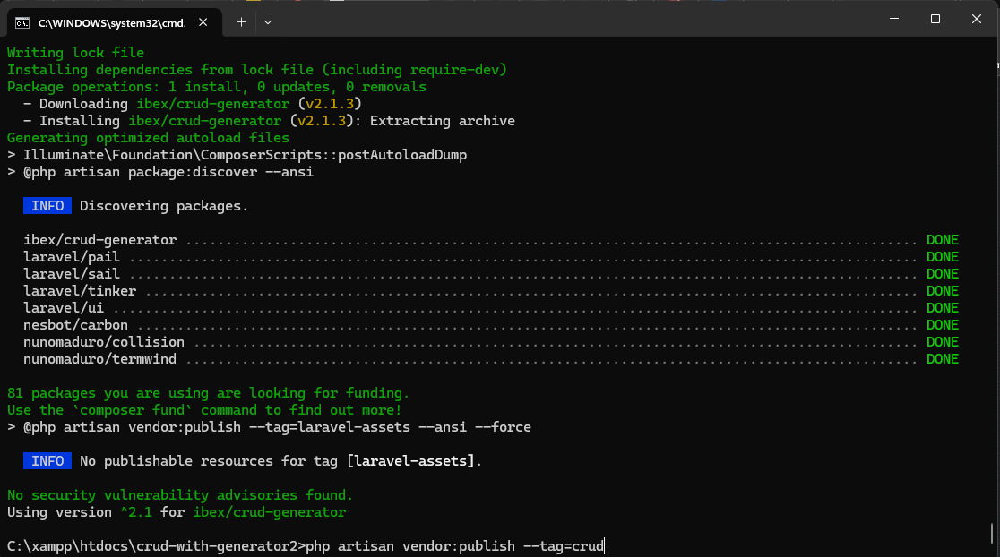 C:\WINDOWS\system32\cmd.
Writing lock file
Installing dependencies from lock file (including require-dev)
Package operations: 1 install, 0 updates, 0 removals
  - Downloading ibex/crud-generator (v2.1.3)
  - Installing ibex/crud-generator (v2.1.3): Extracting archive
Generating optimized autoload files
> Illuminate\Foundation\ComposerScripts::postAutoloadDump
> @php artisan package:discover --ansi
INFO  Discovering packages.
ibex/crud-generator ........................................................................................... DONE
laravel/pail .................................................................................................. DONE
laravel/sail .................................................................................................. DONE
laravel/tinker ................................................................................................ DONE
laravel/ui .................................................................................................... DONE
nesbot/carbon ................................................................................................. DONE
nunomaduro/collision .......................................................................................... DONE
nunomaduro/termwind ........................................................................................... DONE
81 packages you are using are looking for funding.
Use the `composer fund` command to find out more!
> @php artisan vendor:publish --tag=laravel-assets --ansi --force
INFO  No publishable resources for tag [laravel-assets].
No security vulnerability advisories found.
Using version ^2.1 for ibex/crud-generator
C:\xampp\htdocs\crud-with-generator2>php artisan vendor:publish --tag=crud